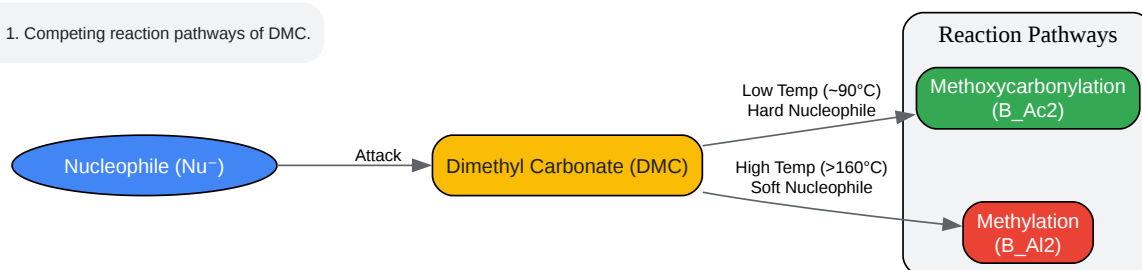 1. Competing reaction pathways of DMC.
Reaction Pathways
Methoxycarbonylation
(B_Ac2)
Low Temp (~90°C)
Hard Nucleophile
Nucleophile (Nu⁻)
Attack
Dimethyl Carbonate (DMC)
High Temp (>160°C)
Soft Nucleophile
Methylation
(B_Al2)